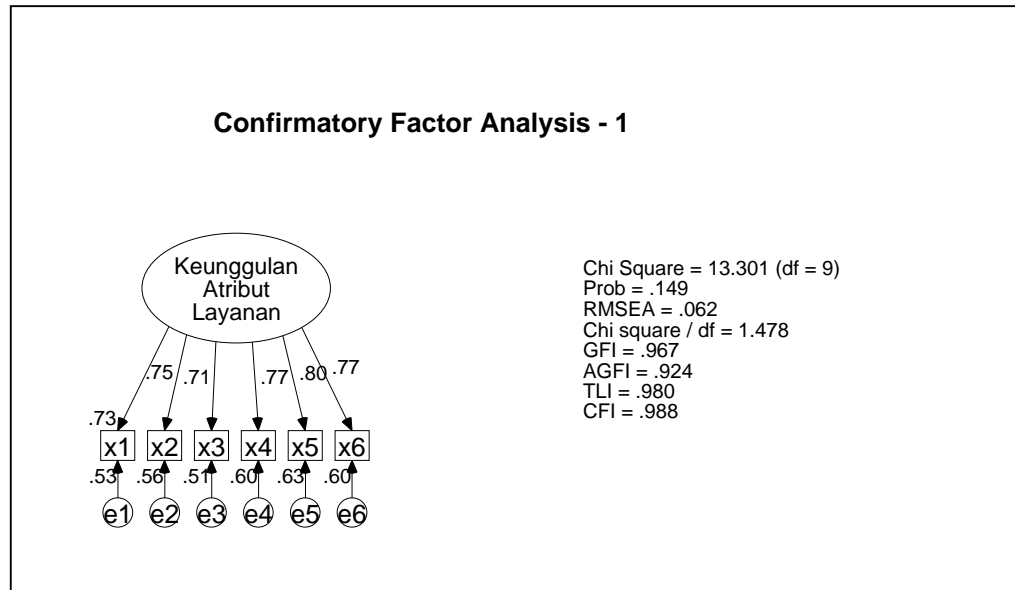 Confirmatory Factor Analysis - 1
Keunggulan
Atribut
Layanan
Chi Square = 13.301 (df = 9)
Prob = .149
RMSEA = .062
Chi square / df = 1.478
GFI = .967
AGFI = .924
TLI = .980
CFI = .988
.75 .71 .77 .80 .77
.73
x1 x2 x3 x4 x5 x6
.53 .56 .51 .60 .63 .60
e1 e2 e3 e4 e5 e6